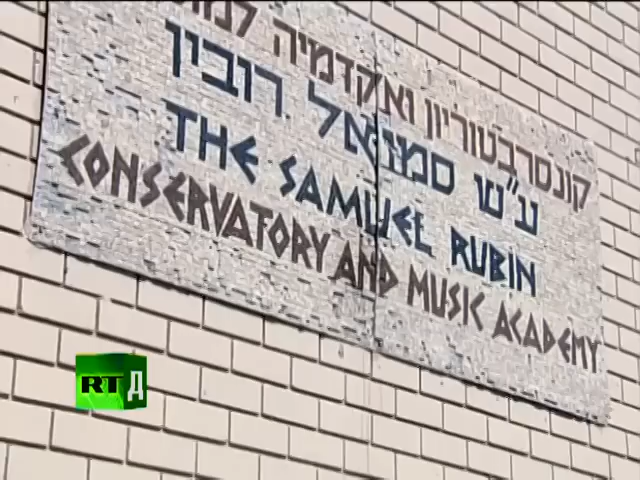 קונסרבטוריון ואקדמיה
ע״ש סמואל רובין
THE SAMUEL RUBIN
CONSERVATORY AND MUSIC ACADEMY
RT Д